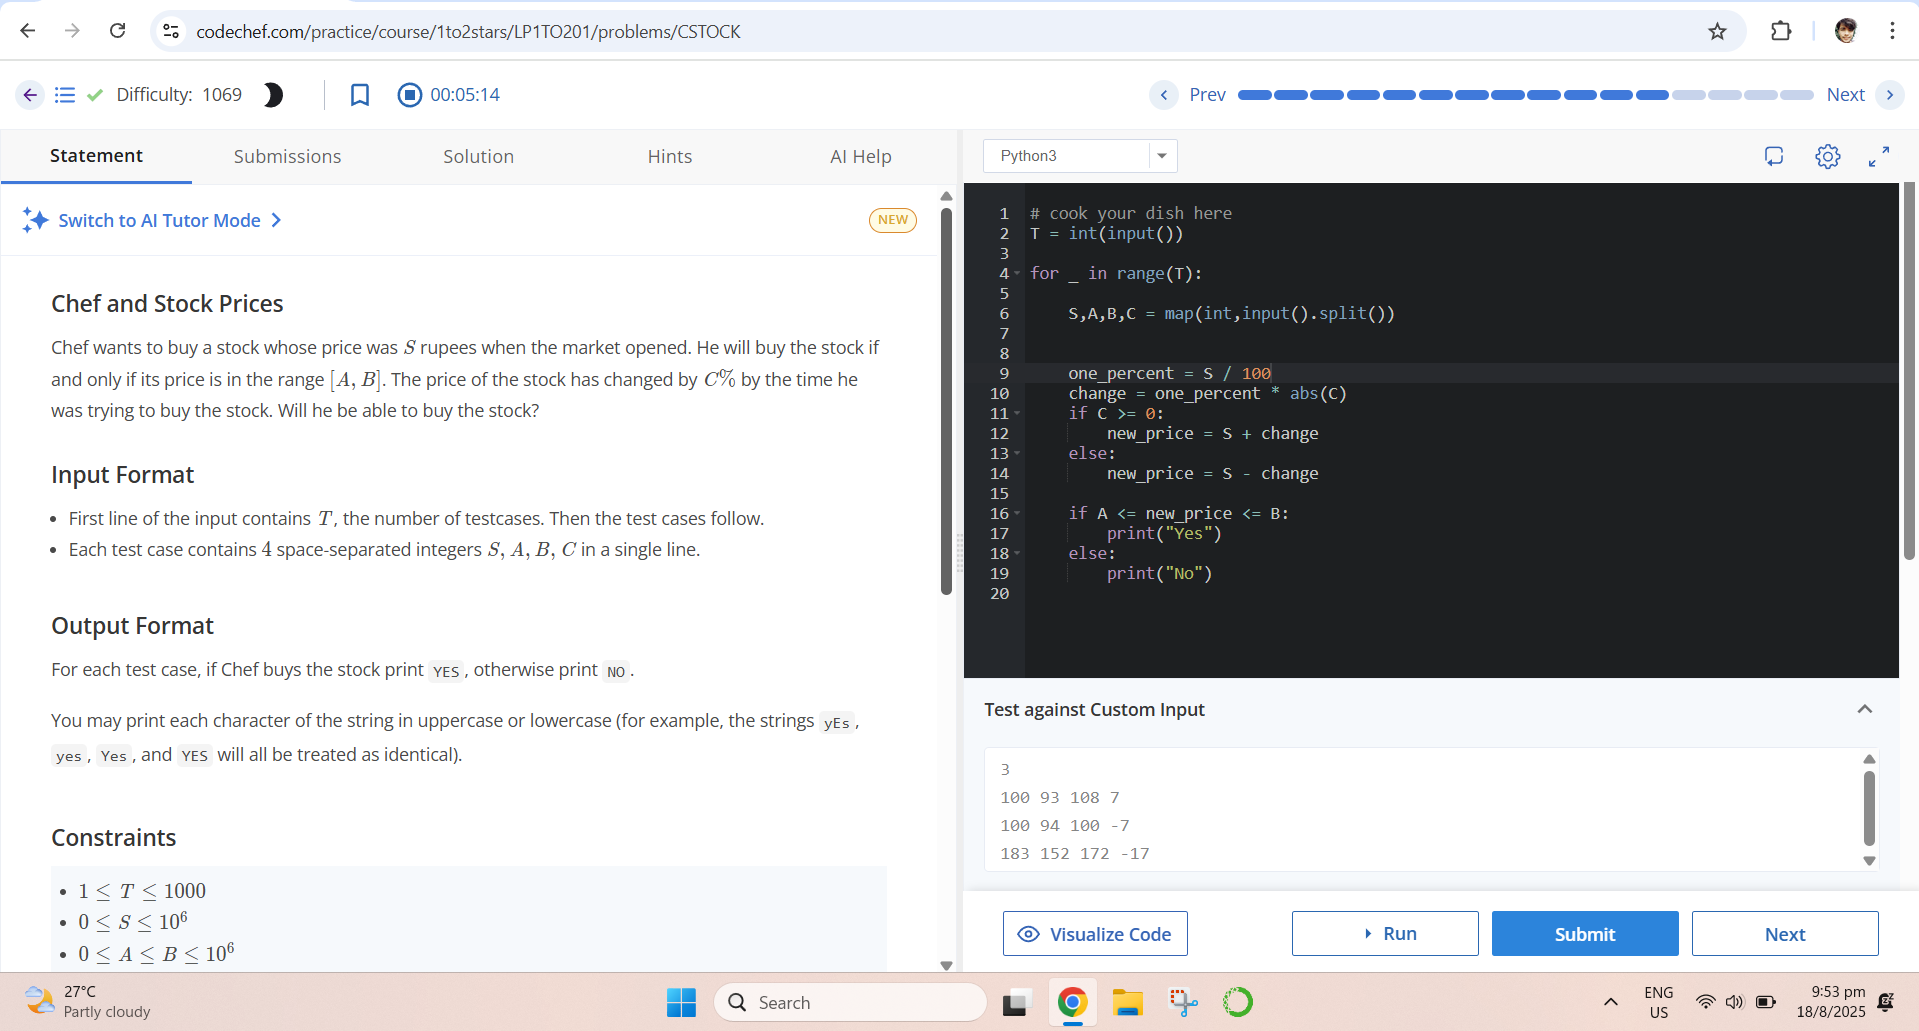 codechef.com/practice/course/1to2stars/LP1TO201/problems/CSTOCK
Difficulty: 1069
00:05:14
Prev
Next
Statement
Submissions
Solution
Hints
AI Help
Switch to AI Tutor Mode
NEW
Chef and Stock Prices
Chef wants to buy a stock whose price was S rupees when the market opened. He will buy the stock if
and only if its price is in the range [A, B]. The price of the stock has changed by C% by the time he
was trying to buy the stock. Will he be able to buy the stock?
Input Format
• First line of the input contains T, the number of testcases. Then the test cases follow.
• Each test case contains 4 space-separated integers S, A, B, C in a single line.
Output Format
For each test case, if Chef buys the stock print YES, otherwise print NO.
You may print each character of the string in uppercase or lowercase (for example, the strings yEs,
yes, Yes, and YES will all be treated as identical).
Constraints
• 1 ≤ T ≤ 1000
• 0 ≤ S ≤ 10⁶
• 0 ≤ A ≤ B ≤ 10⁶
Python3
1 # cook your dish here
2 T = int(input())
3
4 for _ in range(T):
5
6     S,A,B,C = map(int,input().split())
7
8
9     one_percent = S / 100
10     change = one_percent * abs(C)
11     if C >= 0:
12         new_price = S + change
13     else:
14         new_price = S - change
15
16     if A <= new_price <= B:
17         print("Yes")
18     else:
19         print("No")
20
Test against Custom Input
3
100 93 108 7
100 94 100 -7
183 152 172 -17
Visualize Code
Run
Submit
Next
27°C
Partly cloudy
Search
ENG
US
9:53 pm
18/8/2025